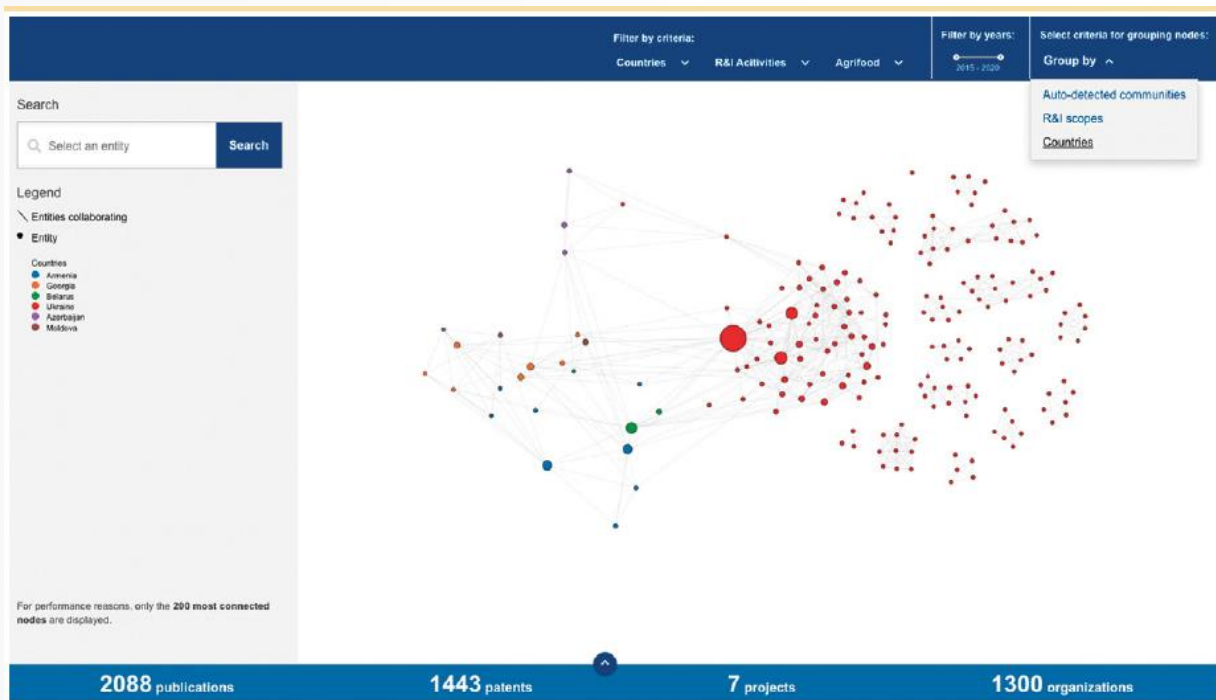 Filter by criteria:
Countries
R&I Acitivities
Agrifood
Filter by years:
2015 - 2020
Select criteria for grouping nodes:
Group by
Auto-detected communities
R&I scopes
Countries
Search
Select an entity
Search
Legend
Entities collaborating
Entity
Countries
Armenia
Georgia
Belarus
Ukraine
Azerbaijan
Moldova
For performance reasons, only the 200 most connected
nodes are displayed.
2088 publications
1443 patents
7 projects
1300 organizations